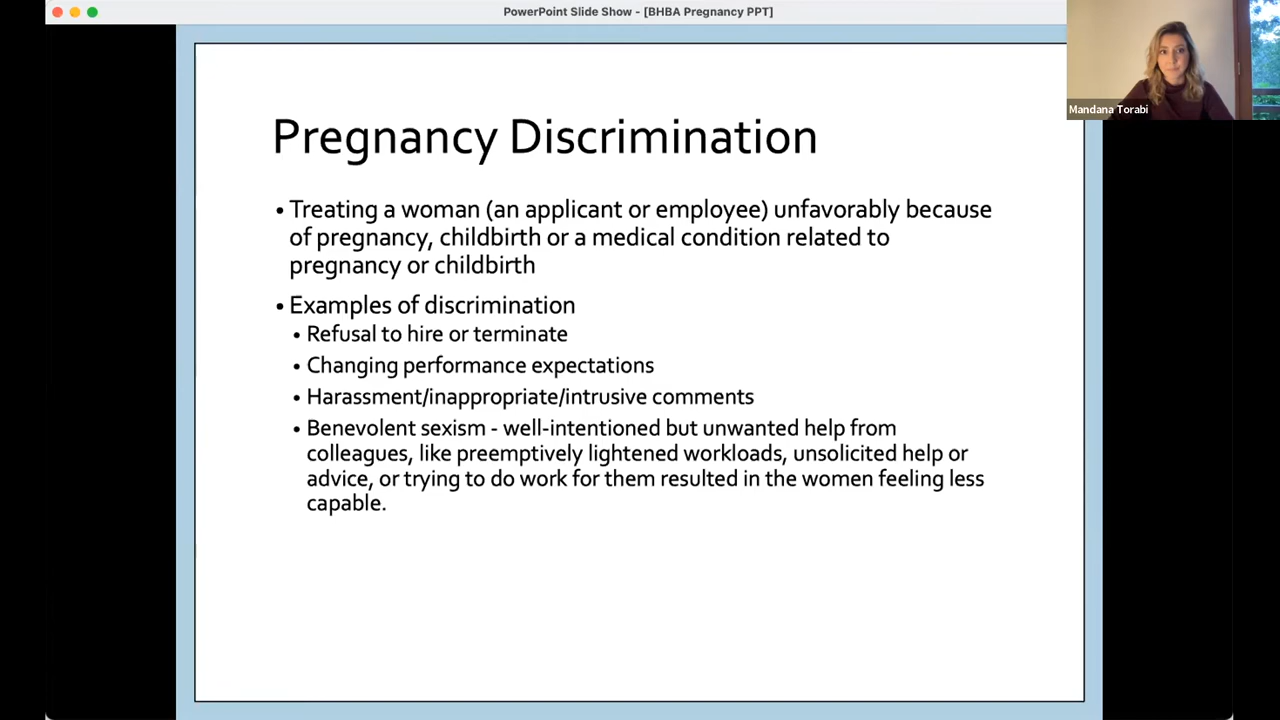 PowerPoint Slide Show - [BHBA Pregnancy PPT]
Mandana Torabi
Pregnancy Discrimination
• Treating a woman (an applicant or employee) unfavorably because
of pregnancy, childbirth or a medical condition related to
pregnancy or childbirth
• Examples of discrimination
• Refusal to hire or terminate
• Changing performance expectations
• Harassment/inappropriate/intrusive comments
• Benevolent sexism - well-intentioned but unwanted help from
colleagues, like preemptively lightened workloads, unsolicited help or
advice, or trying to do work for them resulted in the women feeling less
capable.